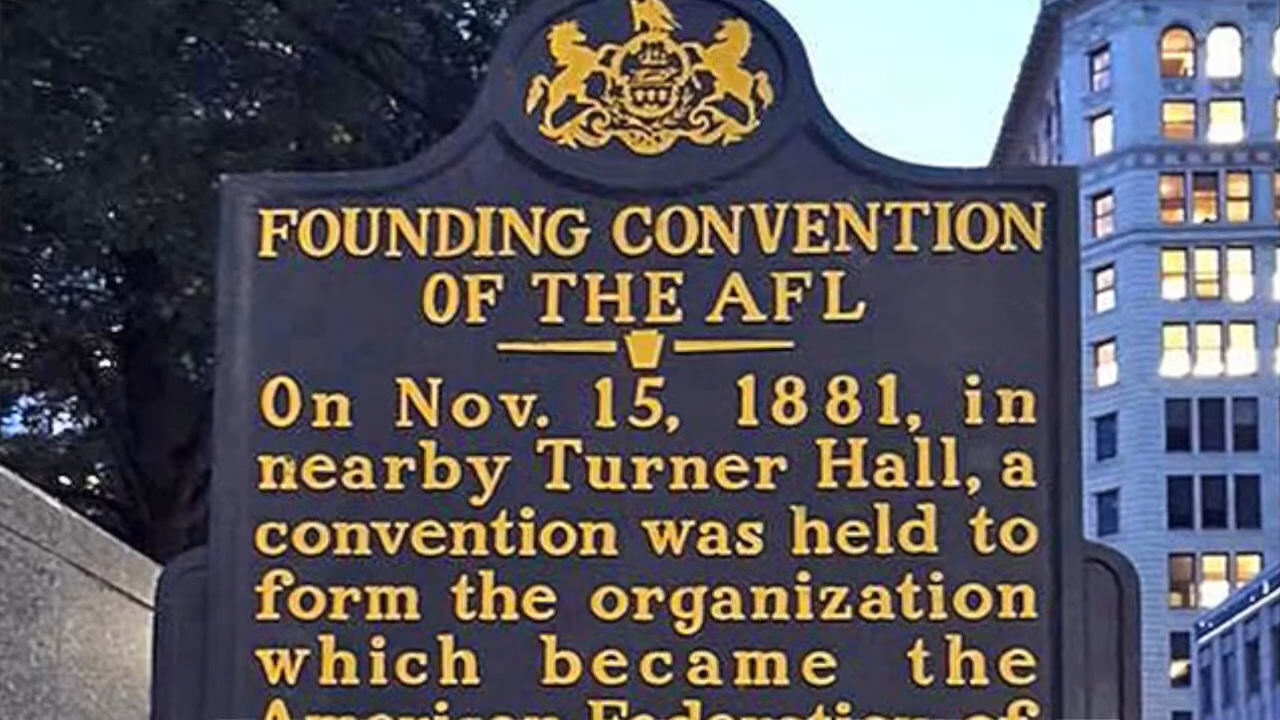 FOUNDING CONVENTION
OF THE AFL
On Nov. 15, 1881, in
nearby Turner Hall, a
convention was held to
form the organization
which became the
American Federation of